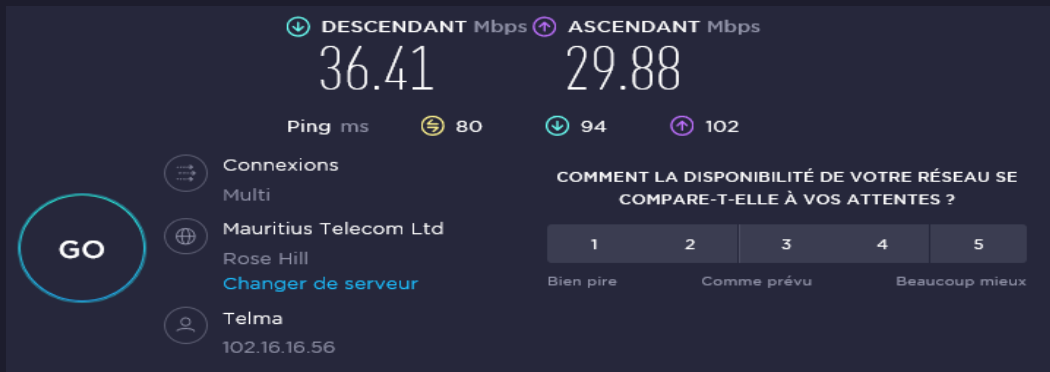 DESCENDANT Mbps ASCENDANT Mbps
36.41 29.88
Ping ms 80 94 102
Connexions
Multi
Mauritius Telecom Ltd
Rose Hill
Changer de serveur
Telma
102.16.16.56
GO
COMMENT LA DISPONIBILITÉ DE VOTRE RÉSEAU SE
COMPARE-T-ELLE À VOS ATTENTES ?
1 2 3 4 5
Bien pire Comme prévu Beaucoup mieux